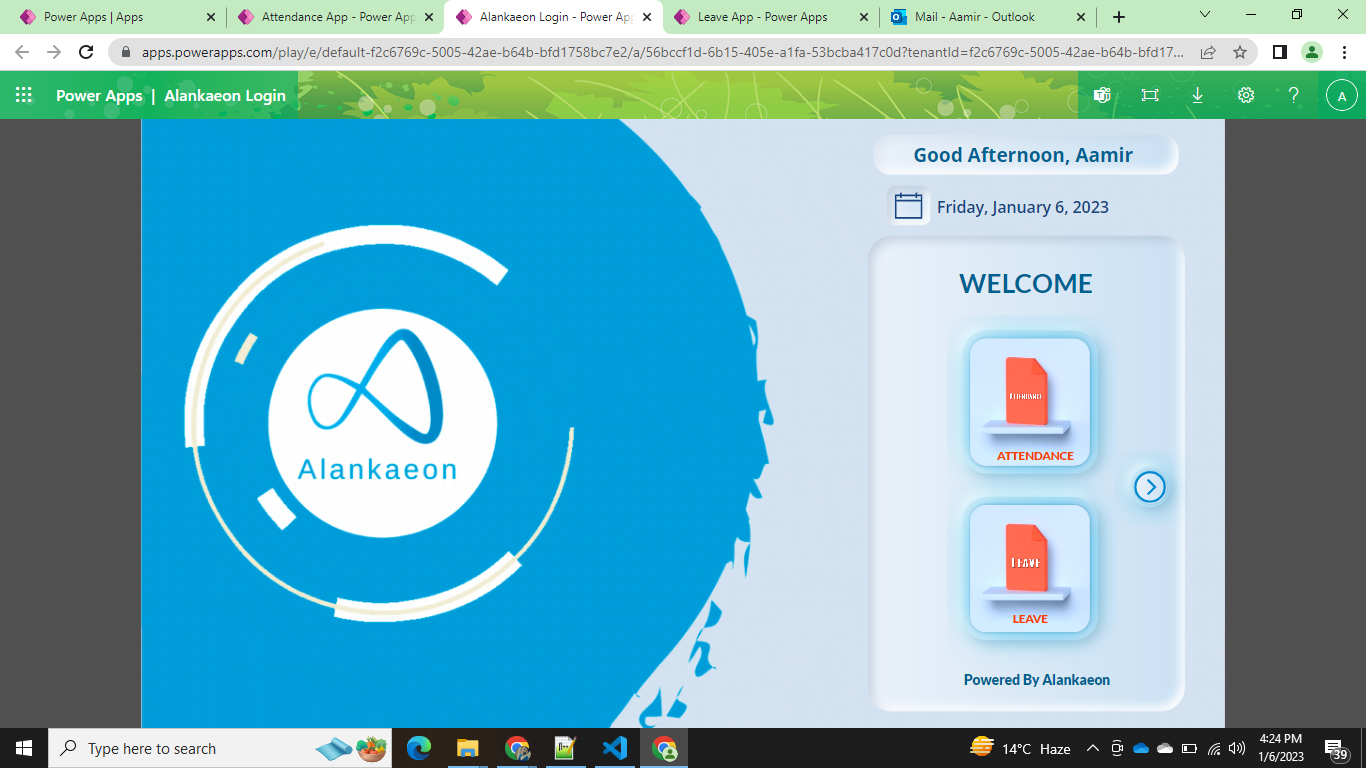 Power Apps | Apps
Attendance App - Power App
Alankaeon Login - Power App
Leave App - Power Apps
Mail - Aamir - Outlook
apps.powerapps.com/play/e/default-f2c6769c-5005-42ae-b64b-bfd1758bc7e2/a/56bccf1d-6b15-405e-a1fa-53bcba417c0d?tenantId=f2c6769c-5005-42ae-b64b-bfd17...
Power Apps | Alankaeon Login
A
Good Afternoon, Aamir
Friday, January 6, 2023
WELCOME
Alankaeon
ATTENDANCE
ATTENDANCE
LEAVE
LEAVE
Powered By Alankaeon
Type here to search
14°C Haze
4:24 PM
1/6/2023
39